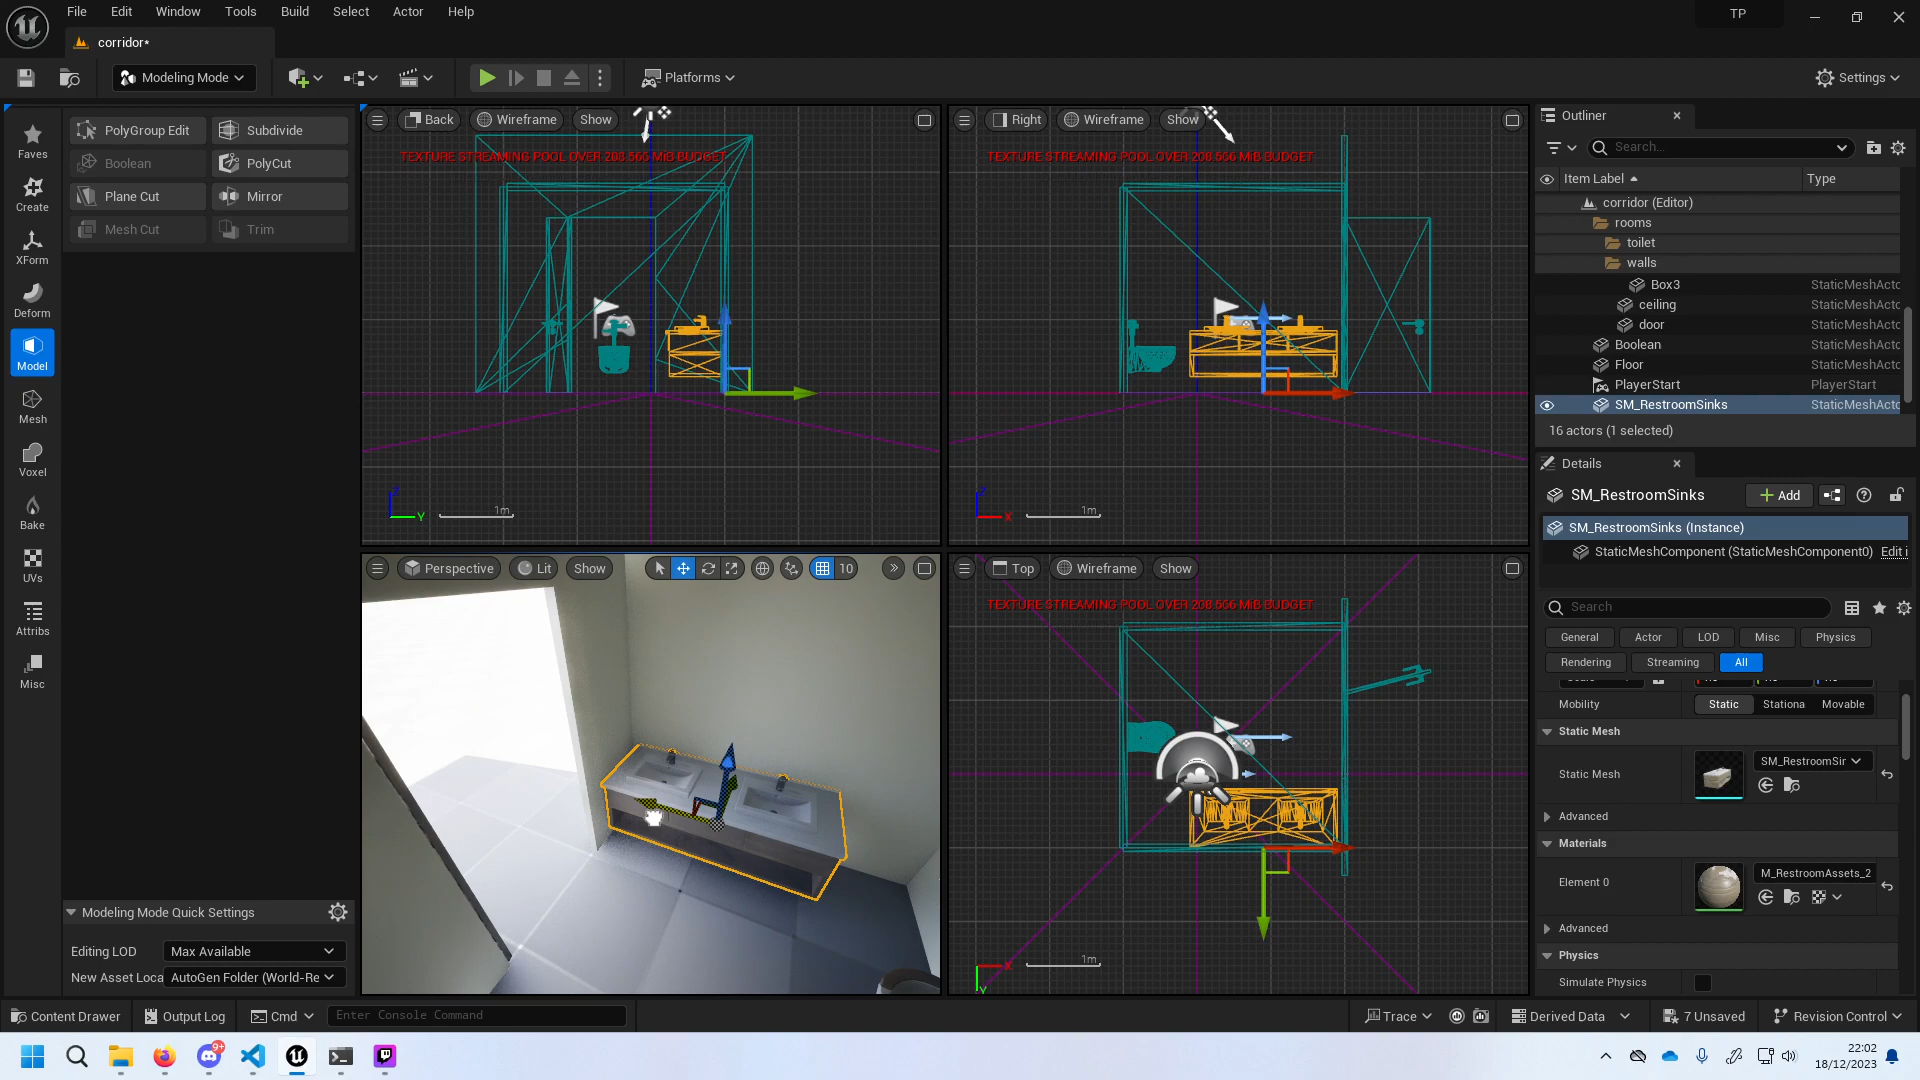 File Edit Window Tools Build Select Actor Help
TP
corridor*
Modeling Mode
Platforms
Settings
Faves
Create
XForm
Deform
Model
Mesh
Voxel
Bake
UVs
Attribs
Misc
PolyGroup Edit Subdivide
Boolean PolyCut
Plane Cut Mirror
Mesh Cut Trim
Modeling Mode Quick Settings
Editing LOD Max Available
New Asset Loca AutoGen Folder (World-Re
Back Wireframe Show
TEXTURE STREAMING POOL OVER 208.566 MiB BUDGET
Z
Y
1m
Right Wireframe Show
TEXTURE STREAMING POOL OVER 208.566 MiB BUDGET
Z
X
1m
Perspective Lit Show 10
Top Wireframe Show
TEXTURE STREAMING POOL OVER 208.566 MiB BUDGET
X
Y
1m
Outliner
Search...
Item Label Type
corridor (Editor)
rooms
toilet
walls
Box3 StaticMeshActo
ceiling StaticMeshActo
door StaticMeshActo
Boolean StaticMeshActo
Floor StaticMeshActo
PlayerStart PlayerStart
SM_RestroomSinks StaticMeshActo
16 actors (1 selected)
Details
SM_RestroomSinks Add
SM_RestroomSinks (Instance)
StaticMeshComponent (StaticMeshComponent0) Edit i
Search
General Actor LOD Misc Physics
Rendering Streaming All
Mobility Static Stationa Movable
Static Mesh
Static Mesh SM_RestroomSir
Advanced
Materials
Element 0 M_RestroomAssets_2
Advanced
Physics
Simulate Physics
Content Drawer Output Log Cmd Enter Console Command Trace Derived Data 7 Unsaved Revision Control
9+
22:02
18/12/2023